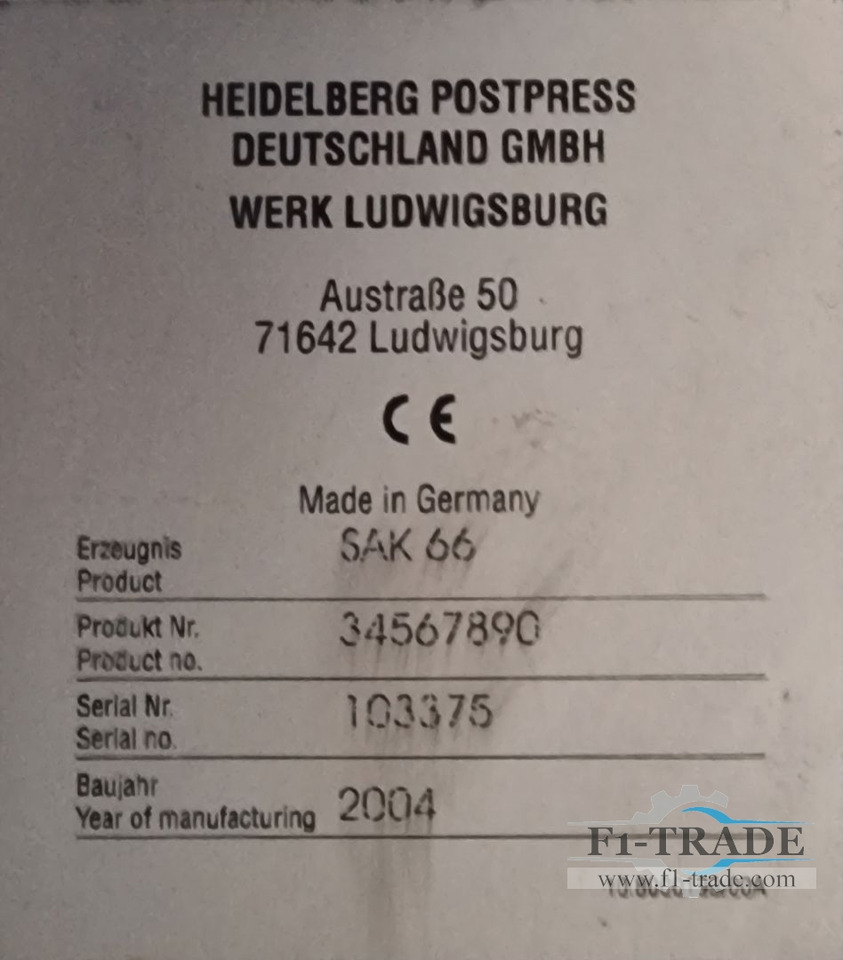 HEIDELBERG POSTPRESS
DEUTSCHLAND GMBH
WERK LUDWIGSBURG
Austraße 50
71642 Ludwigsburg
CE
Made in Germany
Erzeugnis SAK 66
Product
Produkt Nr. 34567890
Product no.
Serial Nr. 103375
Serial no.
Baujahr
Year of manufacturing 2004
F1-TRADE
www.f1-trade.com